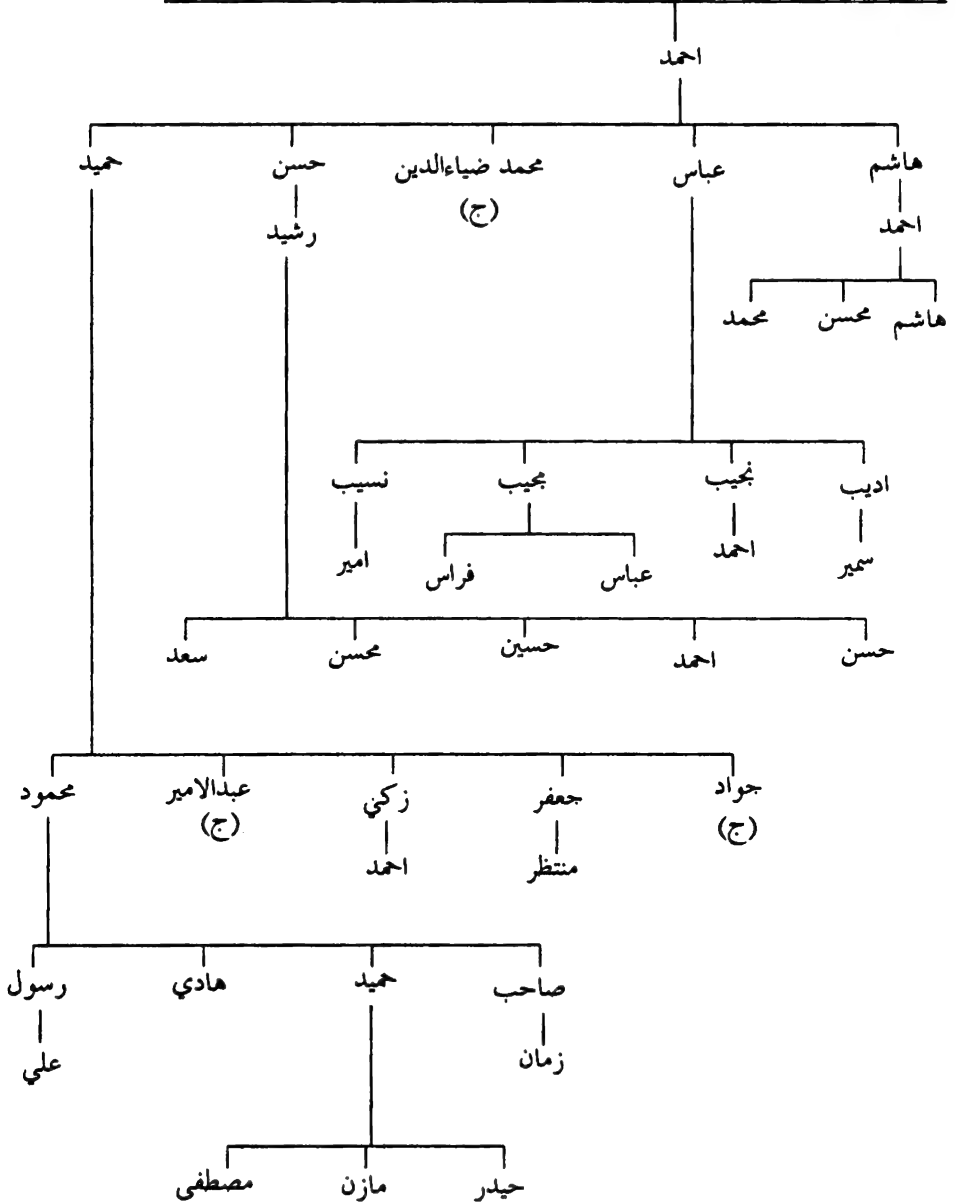 احمد
هاشم عباس محمد ضياءالدين حسن حميد
(ج)
احمد رشيد
هاشم محسن محمد
اديب نجيب مجيب نسيب
سمير احمد عباس فراس امير
حسن احمد حسين محسن سعد
جواد جعفر زكي عبدالامير محمود
(ج) (ج)
منتظر احمد
صاحب حميد هادي رسول
زمان علي
حيدر مازن مصطفى